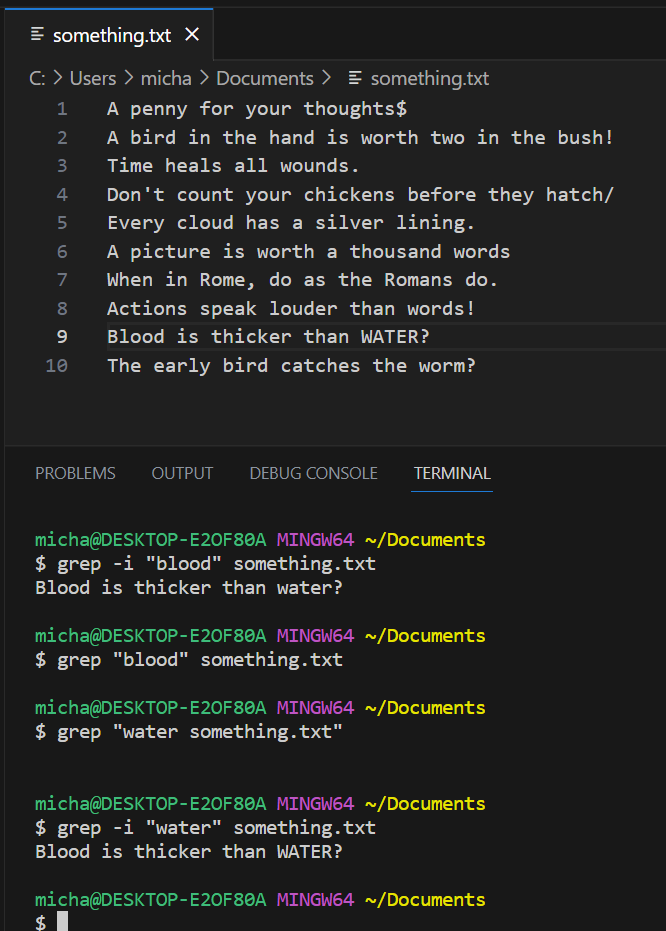 something.txt ×
C: > Users > micha > Documents > something.txt
1 A penny for your thoughts$
2 A bird in the hand is worth two in the bush!
3 Time heals all wounds.
4 Don't count your chickens before they hatch/
5 Every cloud has a silver lining.
6 A picture is worth a thousand words
7 When in Rome, do as the Romans do.
8 Actions speak louder than words!
9 Blood is thicker than WATER?
10 The early bird catches the worm?
PROBLEMS OUTPUT DEBUG CONSOLE TERMINAL
micha@DESKTOP-E2OF80A MINGW64 ~/Documents
$ grep -i "blood" something.txt
Blood is thicker than water?
micha@DESKTOP-E2OF80A MINGW64 ~/Documents
$ grep "blood" something.txt
micha@DESKTOP-E2OF80A MINGW64 ~/Documents
$ grep "water something.txt"
micha@DESKTOP-E2OF80A MINGW64 ~/Documents
$ grep -i "water" something.txt
Blood is thicker than WATER?
micha@DESKTOP-E2OF80A MINGW64 ~/Documents
$